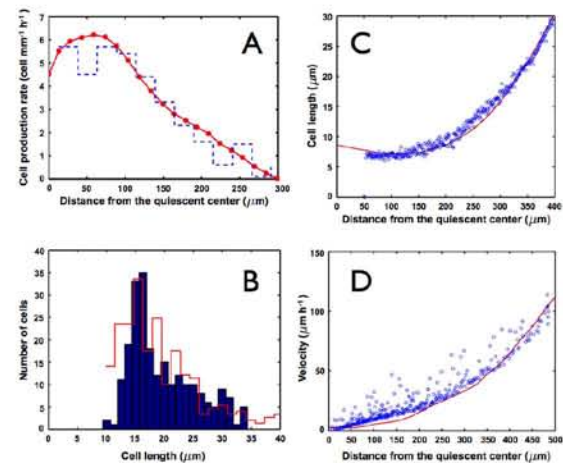 A
Cell production rate (cell mm⁻¹ h⁻¹)
7
6
5
4
3
2
1
0
0 50 100 150 200 250 300
Distance from the quiescent center (μm)
C
Cell length (μm)
30
25
20
15
10
5
0
0 50 100 150 200 250 300 350 400
Distance from the quiescent center (μm)
B
Number of cells
40
35
30
25
20
15
10
5
0
0 10 20 30 40
Cell length (μm)
D
Velocity (μm h⁻¹)
150
100
50
0
0 50 100 150 200 250 300 350 400 450 500
Distance from the quiescent center (μm)